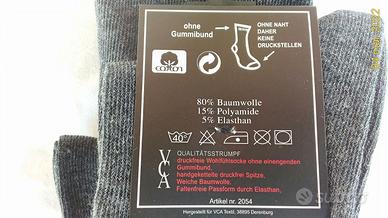 ohne
Gummibund
OHNE NAHT
DAHER
KEINE
DRUCKSTELLEN
COTTON
80% Baumwolle
15% Polyamide
5% Elasthan
40°
VCA
QUALITÄTSSTRUMPF
druckfreie Wohlfühlsocke ohne einengenden
Gummibund.
handgekettelte druckfreie Spitze.
Weiche Baumwolle.
Faltenfreie Passform durch Elasthan.
Artikel nr. 2054
Hergestellt für VCA Textil, 38895 Derenburg
subito